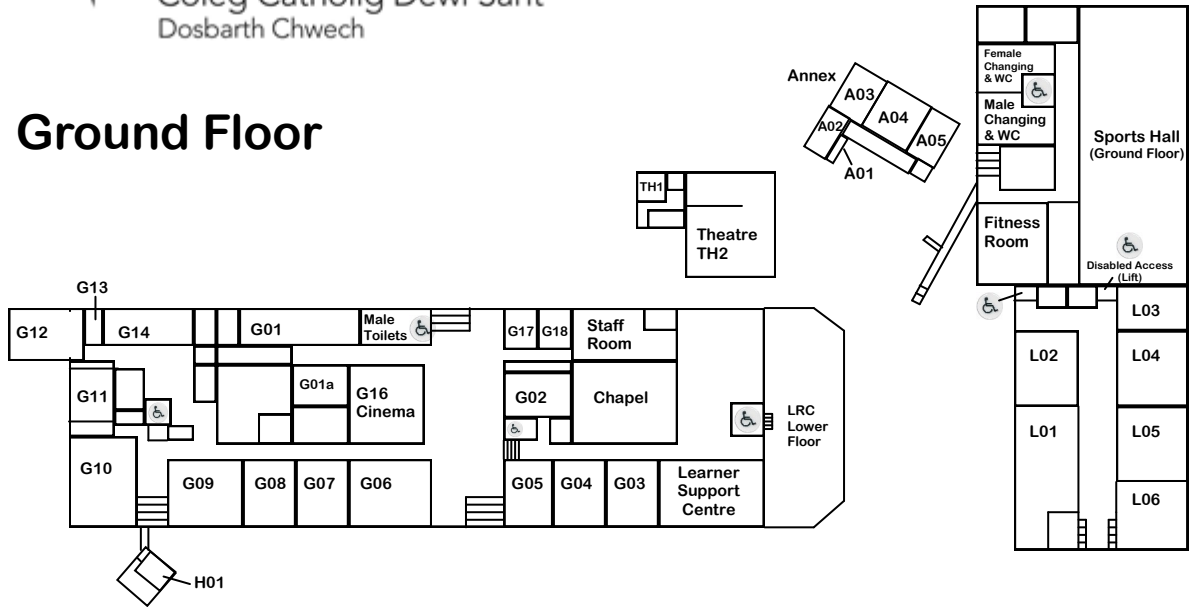 Coleg Catholig Dewi Sant
Dosbarth Chwech
Ground Floor
Annex
A03
A04
A02
A05
A01
Female
Changing
& WC
Male
Changing
& WC
Sports Hall
(Ground Floor)
TH1
Theatre
TH2
Fitness
Room
Disabled Access
(Lift)
G13
G12
G14
G01
Male
Toilets
G17
G18
Staff
Room
L03
L02
L04
G11
G01a
G16
Cinema
G02
Chapel
LRC
Lower
Floor
L01
L05
G10
G09
G08
G07
G06
G05
G04
G03
Learner
Support
Centre
L06
H01